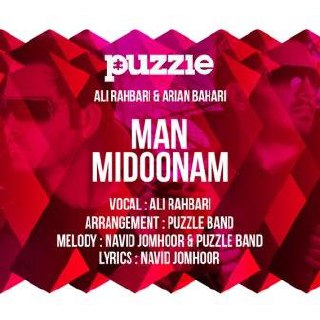 puzzle
ALI RAHBARI & ARIAN BAHARI
MAN
MIDOONAM
VOCAL : ALI RAHBARI
ARRANGEMENT : PUZZLE BAND
MELODY : NAVID JOMHOOR & PUZZLE BAND
LYRICS : NAVID JOMHOOR